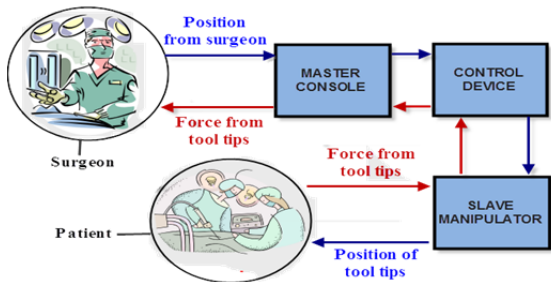 Position
from surgeon
MASTER
CONSOLE
CONTROL
DEVICE
Force from
tool tips
Surgeon
Force from
tool tips
SLAVE
MANIPULATOR
Patient
Position of
tool tips